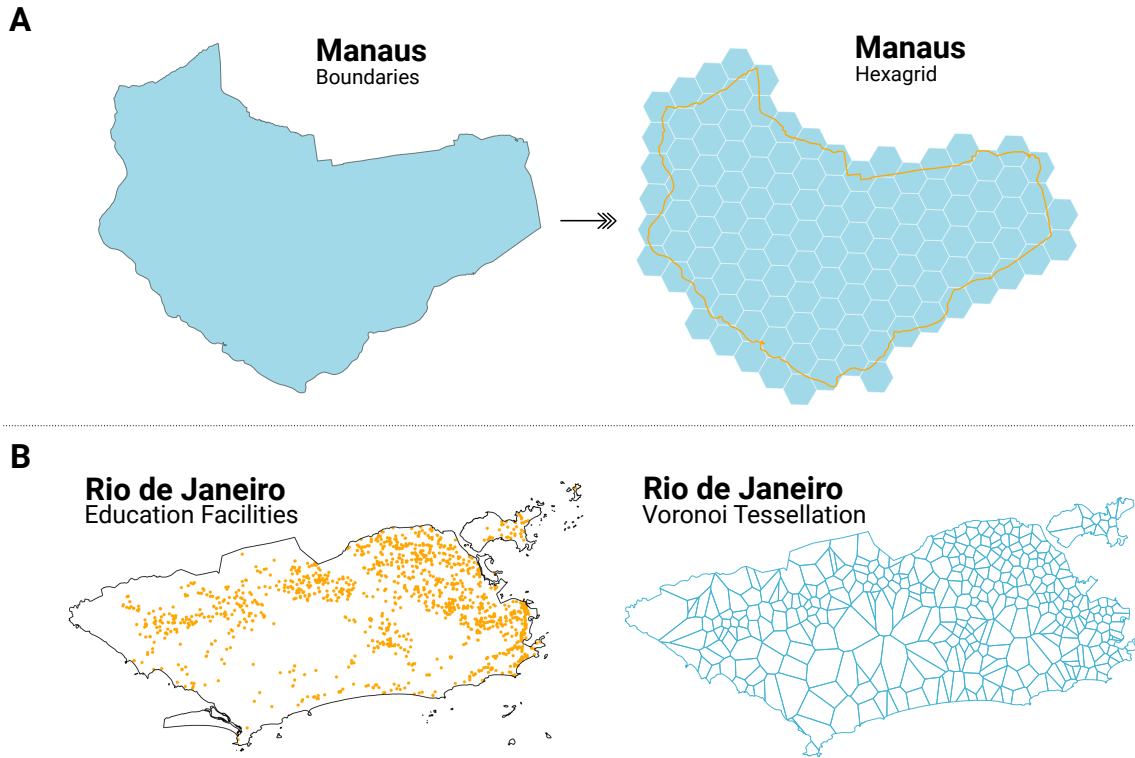 A
Manaus
Boundaries
Manaus
Hexagrid
B
Rio de Janeiro
Education Facilities
Rio de Janeiro
Voronoi Tessellation